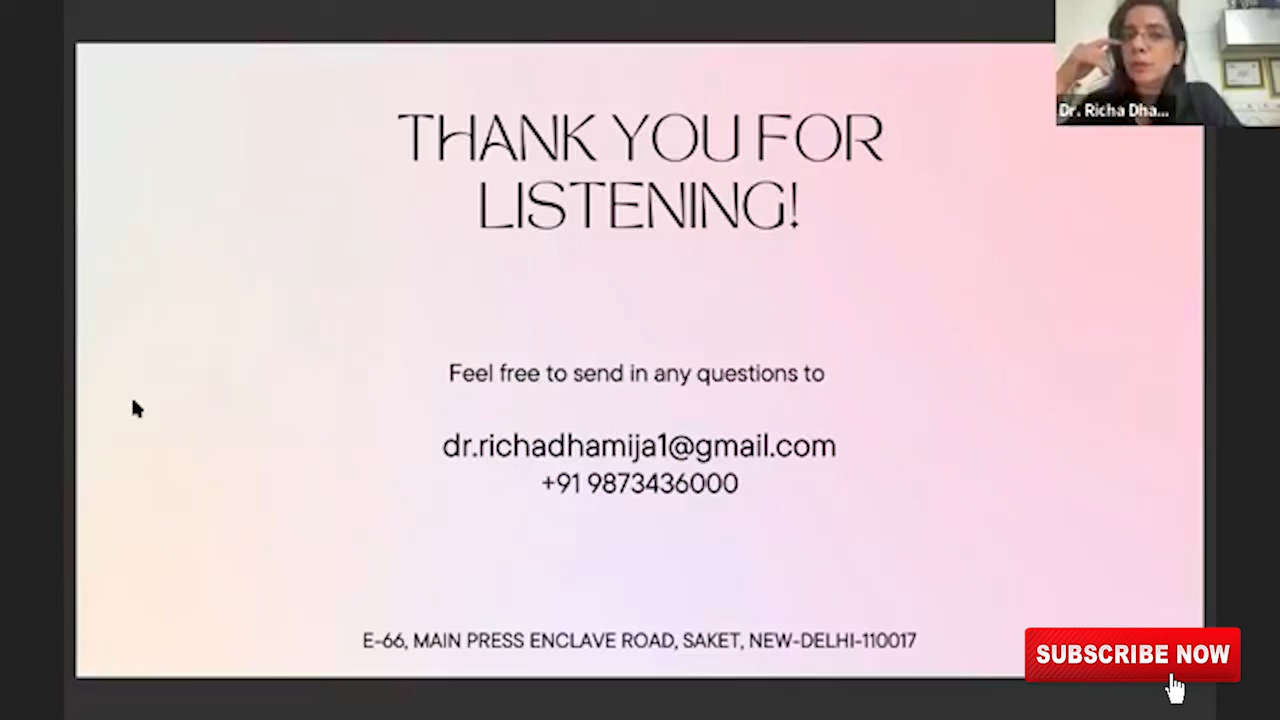 THANK YOU FOR
LISTENING!
Feel free to send in any questions to
dr.richadhamija1@gmail.com
+91 9873436000
E-66, MAIN PRESS ENCLAVE ROAD, SAKET, NEW-DELHI-110017
Dr. Richa Dha...
SUBSCRIBE NOW